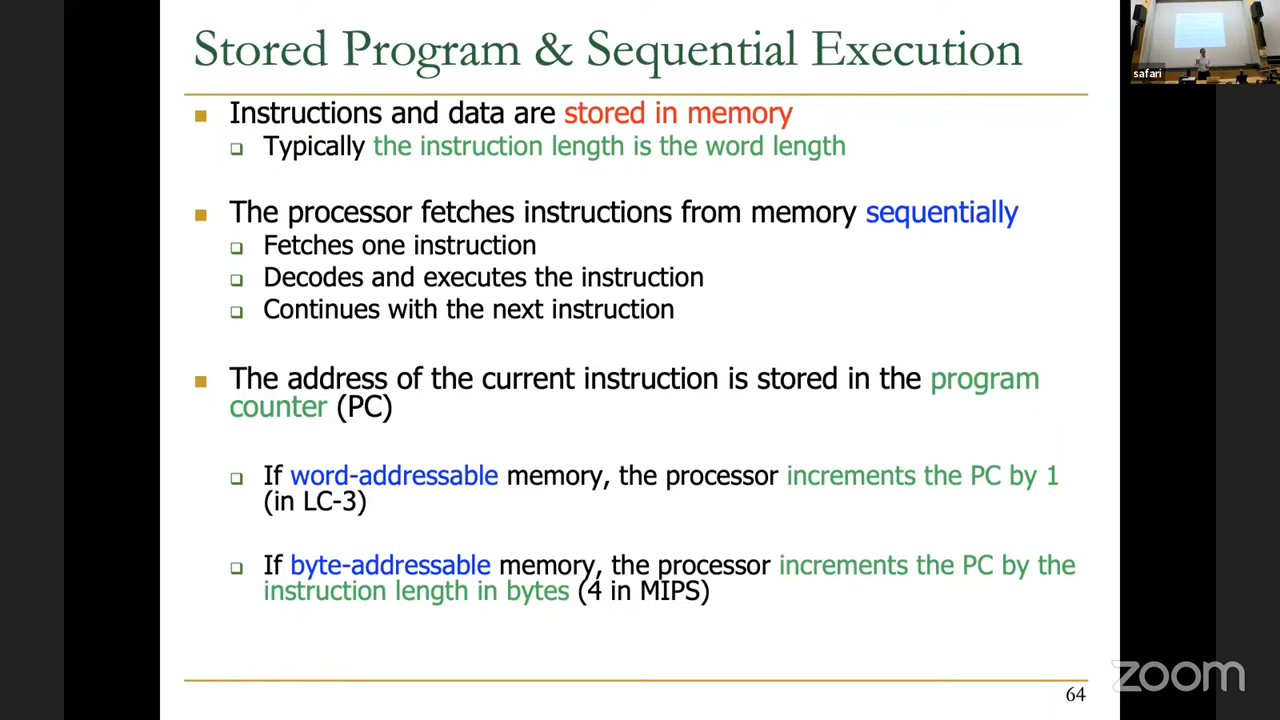 Stored Program & Sequential Execution
safari
Instructions and data are stored in memory
Typically the instruction length is the word length
The processor fetches instructions from memory sequentially
Fetches one instruction
Decodes and executes the instruction
Continues with the next instruction
The address of the current instruction is stored in the program
counter (PC)
If word-addressable memory, the processor increments the PC by 1
(in LC-3)
If byte-addressable memory, the processor increments the PC by the
instruction length in bytes (4 in MIPS)
64
zoom